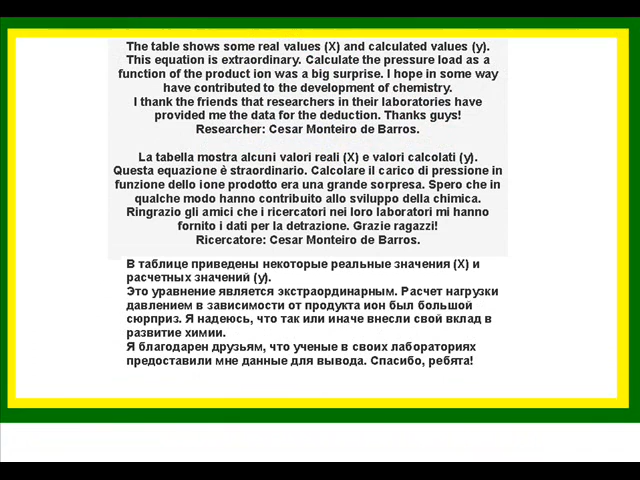 The table shows some real values (X) and calculated values (y).
This equation is extraordinary. Calculate the pressure load as a
function of the product ion was a big surprise. I hope in some way
have contributed to the development of chemistry.
I thank the friends that researchers in their laboratories have
provided me the data for the deduction. Thanks guys!
Researcher: Cesar Monteiro de Barros.
La tabella mostra alcuni valori reali (X) e valori calcolati (y).
Questa equazione è straordinario. Calcolare il carico di pressione in
funzione dello ione prodotto era una grande sorpresa. Spero che in
qualche modo hanno contribuito allo sviluppo della chimica.
Ringrazio gli amici che i ricercatori nei loro laboratori mi hanno
fornito i dati per la detrazione. Grazie ragazzi!
Ricercatore: Cesar Monteiro de Barros.
В таблице приведены некоторые реальные значения (X) и
расчетных значений (y).
Это уравнение является экстраординарным. Расчет нагрузки
давлением в зависимости от продукта ион был большой
сюрприз. Я надеюсь, что так или иначе внесли свой вклад в
развитие химии.
Я благодарен друзьям, что ученые в своих лабораториях
предоставили мне данные для вывода. Спасибо, ребята!